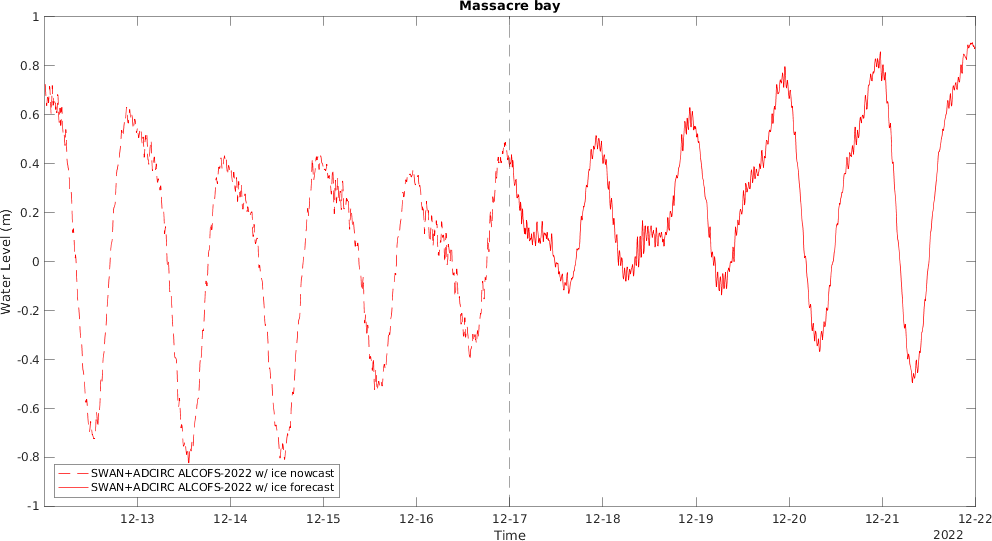 Massacre bay
1
0.8
0.6
0.4
0.2
0
-0.2
-0.4
-0.6
-0.8
-1
Water Level (m)
SWAN+ADCIRC ALCOFS-2022 w/ ice nowcast
SWAN+ADCIRC ALCOFS-2022 w/ ice forecast
12-13 12-14 12-15 12-16 12-17 12-18 12-19 12-20 12-21 12-22
Time
2022